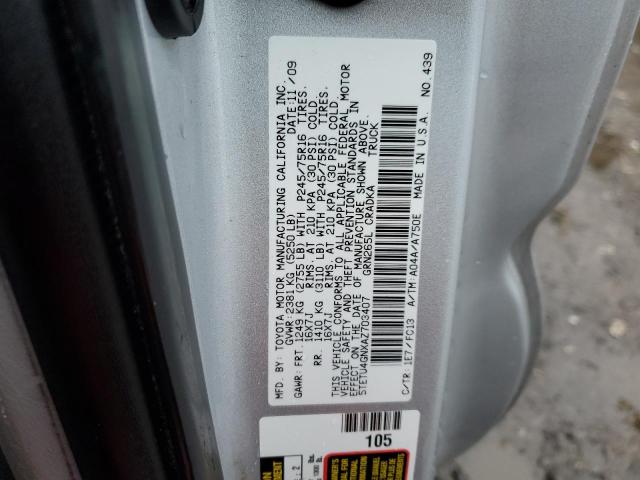 MFD. BY: TOYOTA MOTOR MANUFACTURING CALIFORNIA, INC.
GVWR: 2381 KG (5250 LB) DATE: 11/09
GAWR: FRT. 1249 KG (2755 LB) WITH P245/75R16 TIRES.
16X7J RIMS. AT 210 KPA (30 PSI) COLD.
RR. 1410 KG (3110 LB) WITH P245/75R16 TIRES.
16X7J RIMS. AT 210 KPA (30 PSI) COLD.
THIS VEHICLE CONFORMS TO ALL APPLICABLE FEDERAL MOTOR
VEHICLE SAFETY AND THEFT PREVENTION STANDARDS IN
EFFECT ON THE DATE OF MANUFACTURE SHOWN ABOVE.
5TETU4GNXAZ703407 GRN265L CRADKA TRUCK
C/TR: 1E7/FC13 A/TM: A04A/A750E MADE IN U.S.A. NO. 439
105